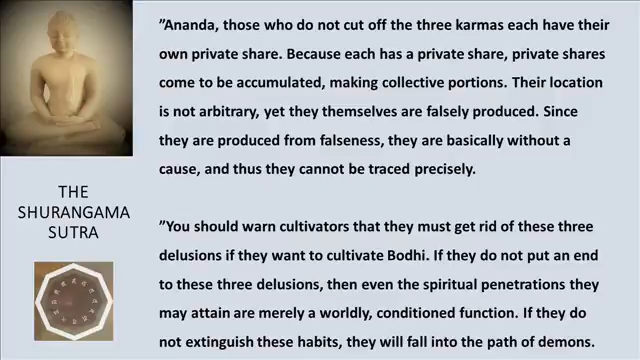 ”Ananda, those who do not cut off the three karmas each have their
own private share. Because each has a private share, private shares
come to be accumulated, making collective portions. Their location
is not arbitrary, yet they themselves are falsely produced. Since
they are produced from falseness, they are basically without a
cause, and thus they cannot be traced precisely.
”You should warn cultivators that they must get rid of these three
delusions if they want to cultivate Bodhi. If they do not put an end
to these three delusions, then even the spiritual penetrations they
may attain are merely a worldly, conditioned function. If they do
not extinguish these habits, they will fall into the path of demons.
THE
SHURANGAMA
SUTRA